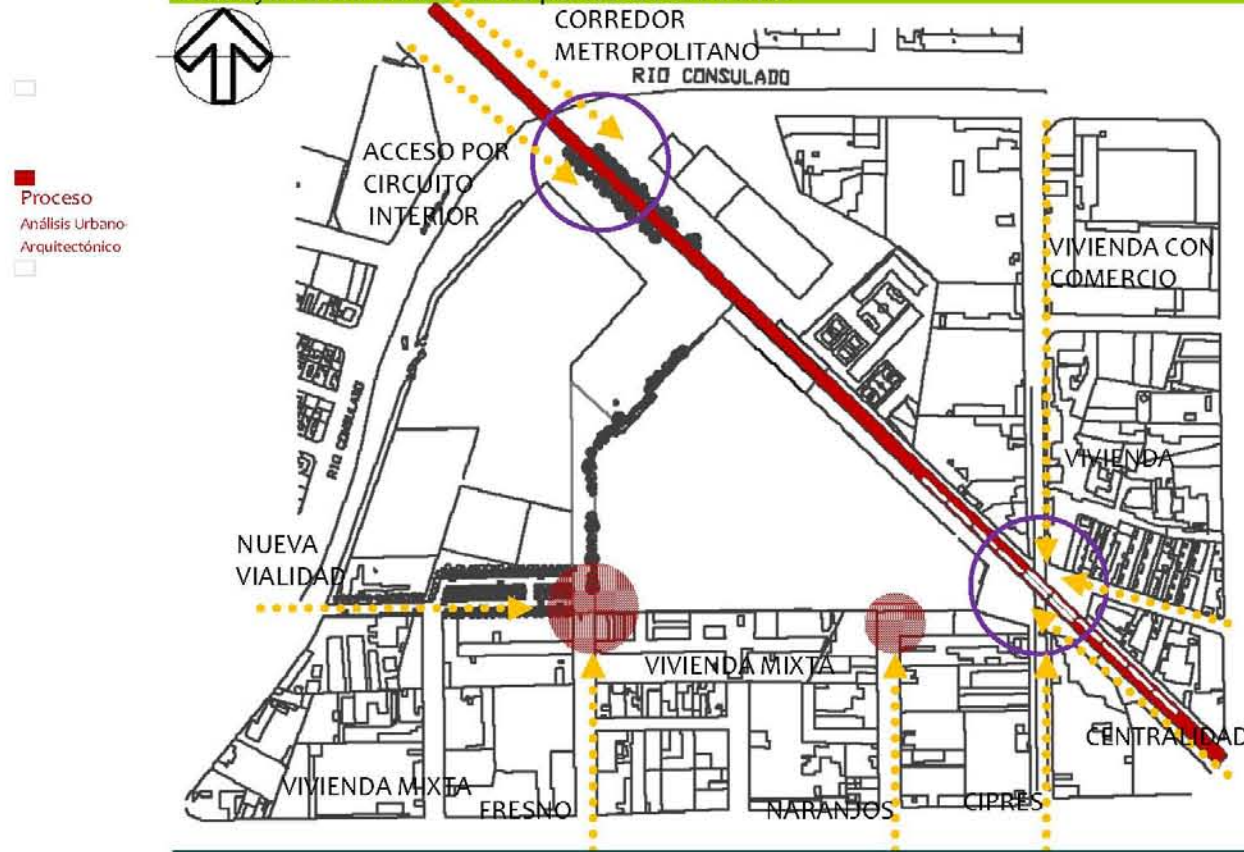 CORREDOR
METROPOLITANO
RIO CONSULADO
ACCESO POR
CIRCUITO
INTERIOR
Proceso
Análisis Urbano-
Arquitectónico
VIVIENDA CON
COMERCIO
RIO CONSULADO
VIVIENDA
NUEVA
VIALIDAD
VIVIENDA MIXTA
CENTRALIDAD
VIVIENDA MIXTA
FRESNO
NARANJOS
CIPRES